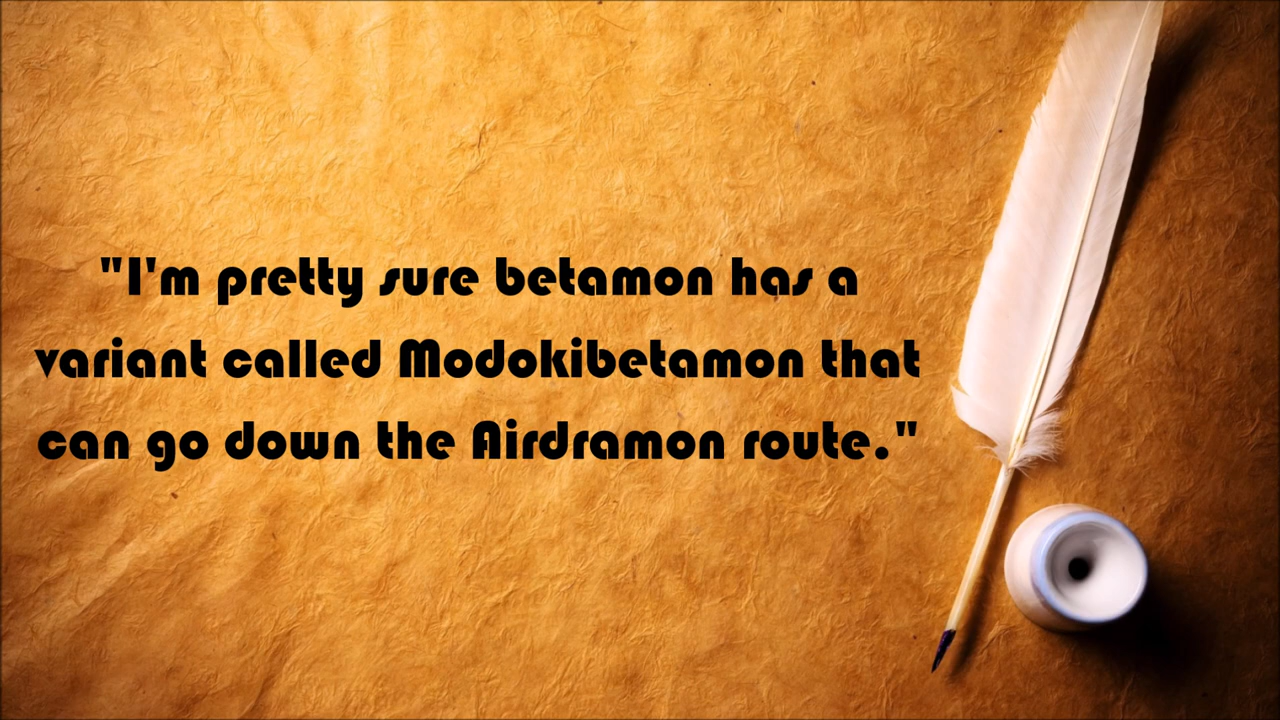 "I'm pretty sure betamon has a
variant called Modokibetamon that
can go down the Airdramon route."